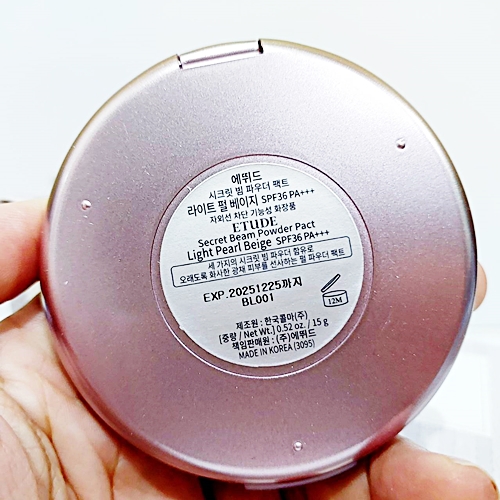 에뛰드
시크릿 빔 파우더 팩트
라이트 펄 베이지 SPF36 PA+++
자외선 차단 기능성 화장품
ETUDE
Secret Beam Powder Pact
Light Pearl Beige SPF36 PA+++
세 가지의 시크릿 빔 파우더 함유로
오래도록 화사한 광채 피부를 선사하는 펄 파우더 팩트
EXP.20251225까지
BL001
12M
제조원 : 한국콜마(주)
[중량 / Net Wt.] 0.52 oz. / 15 g
책임판매원 : (주)에뛰드
MADE IN KOREA (3095)